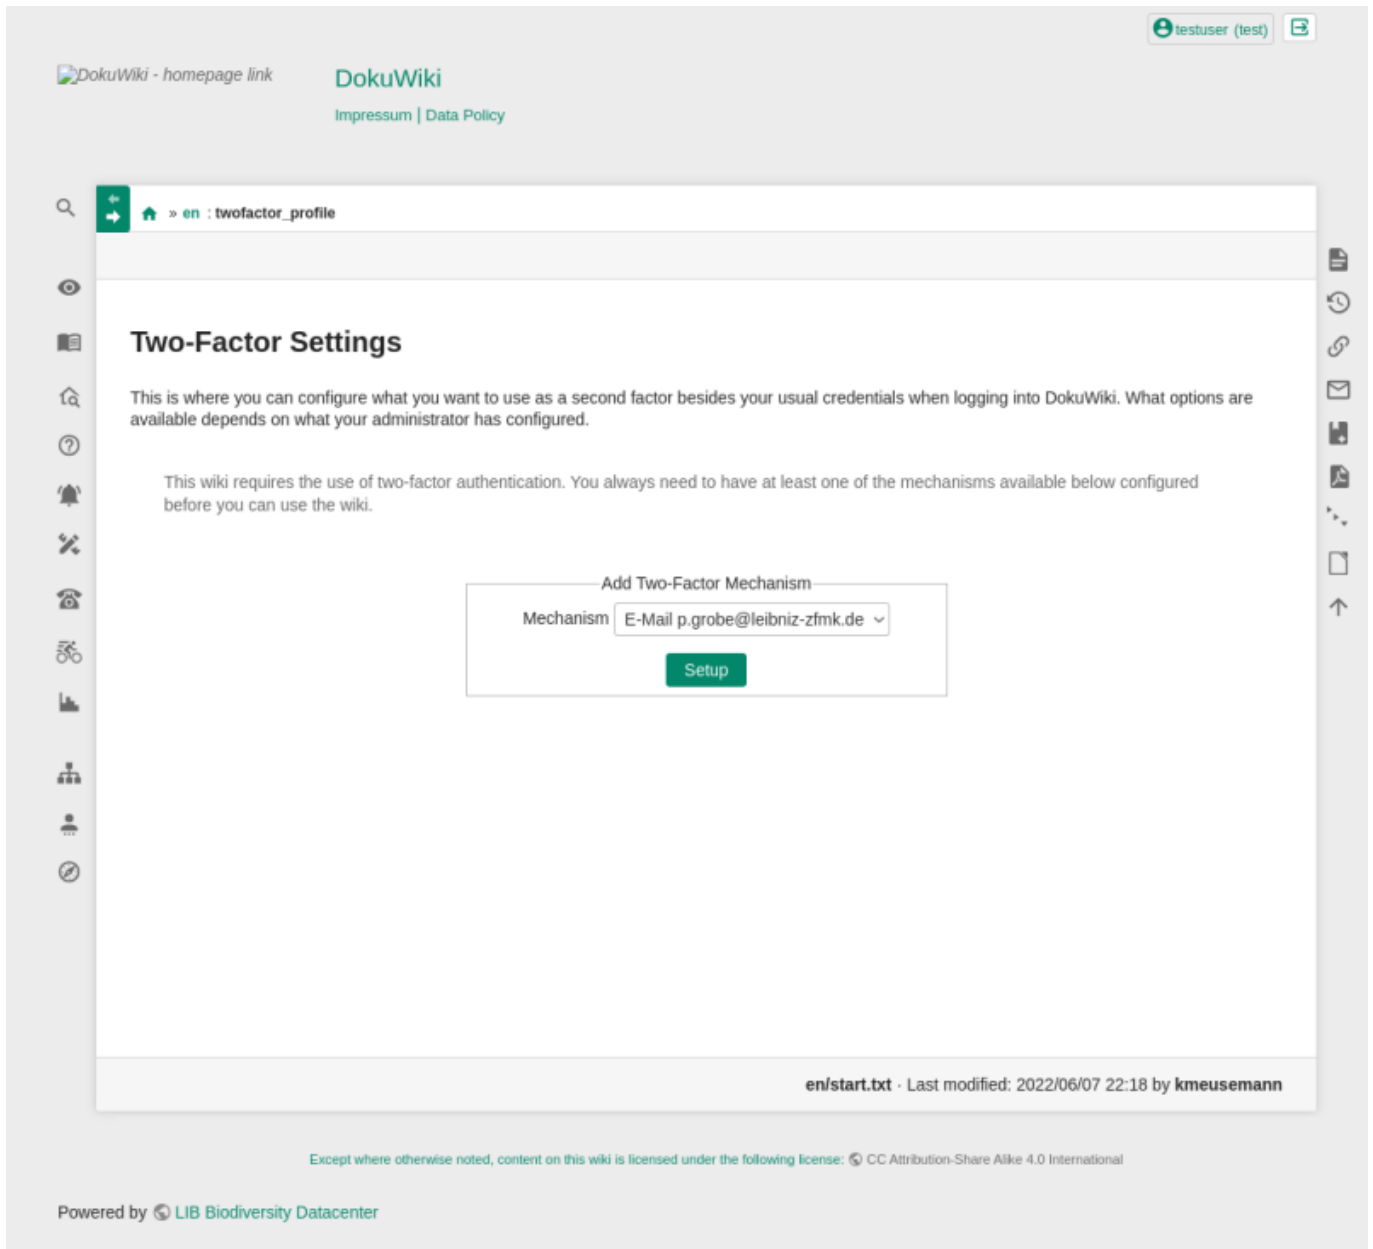 testuser (test)
DokuWiki - homepage link
DokuWiki
Impressum | Data Policy
» en : twofactor_profile
Two-Factor Settings
This is where you can configure what you want to use as a second factor besides your usual credentials when logging into DokuWiki. What options are
available depends on what your administrator has configured.
This wiki requires the use of two-factor authentication. You always need to have at least one of the mechanisms available below configured
before you can use the wiki.
Add Two-Factor Mechanism
Mechanism E-Mail p.grobe@leibniz-zfmk.de
Setup
en/start.txt · Last modified: 2022/06/07 22:18 by kmeusemann
Except where otherwise noted, content on this wiki is licensed under the following license: CC Attribution-Share Alike 4.0 International
Powered by LIB Biodiversity Datacenter